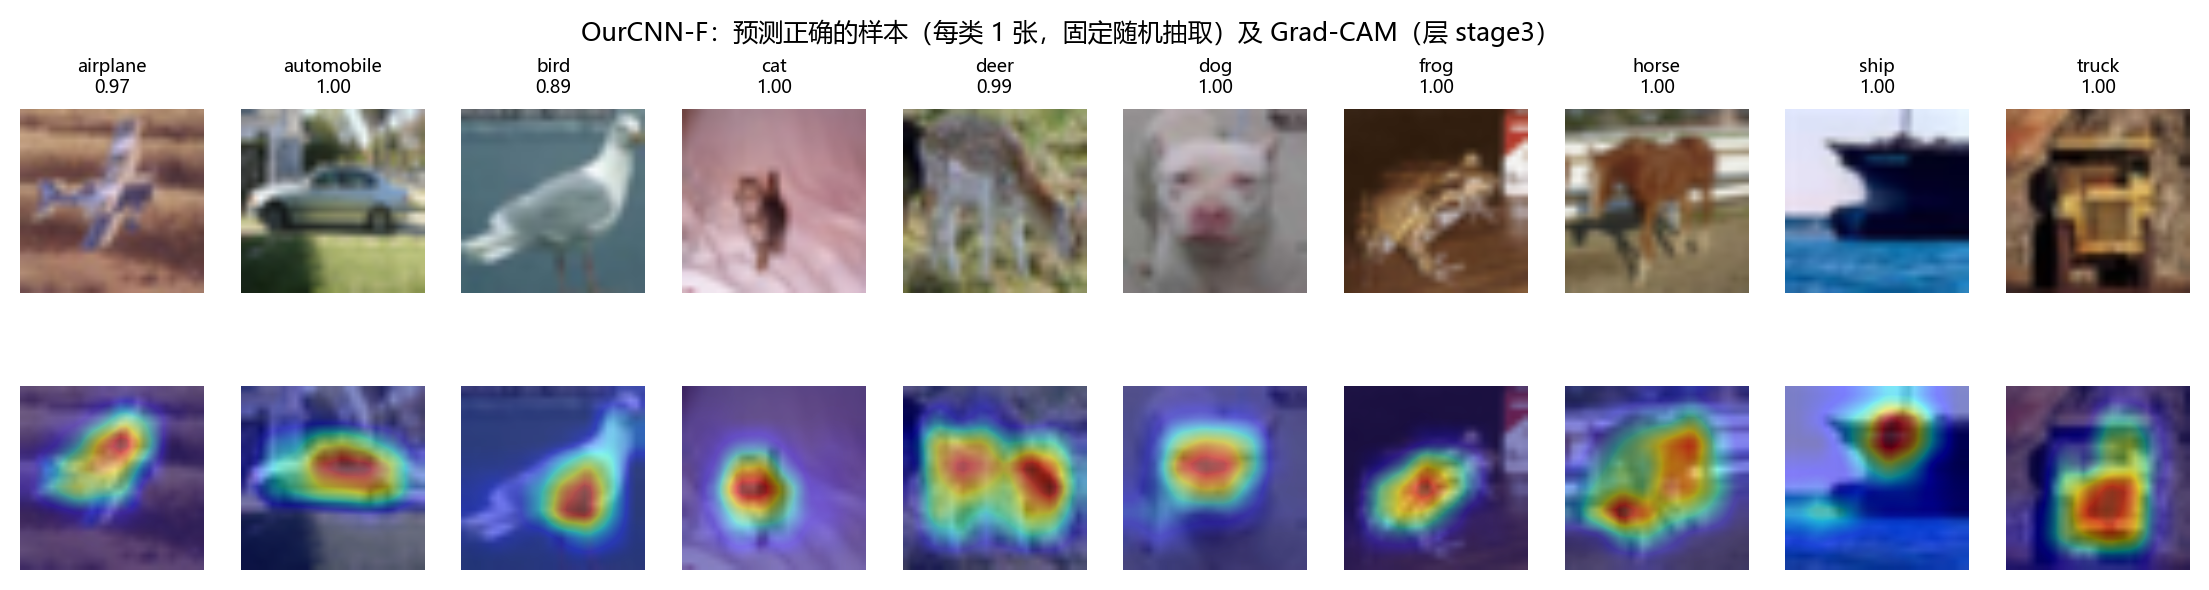 OurCNN-F：预测正确的样本（每类 1 张，固定随机抽取）及 Grad-CAM（层 stage3）
airplane
0.97
automobile
1.00
bird
0.89
cat
1.00
deer
0.99
dog
1.00
frog
1.00
horse
1.00
ship
1.00
truck
1.00